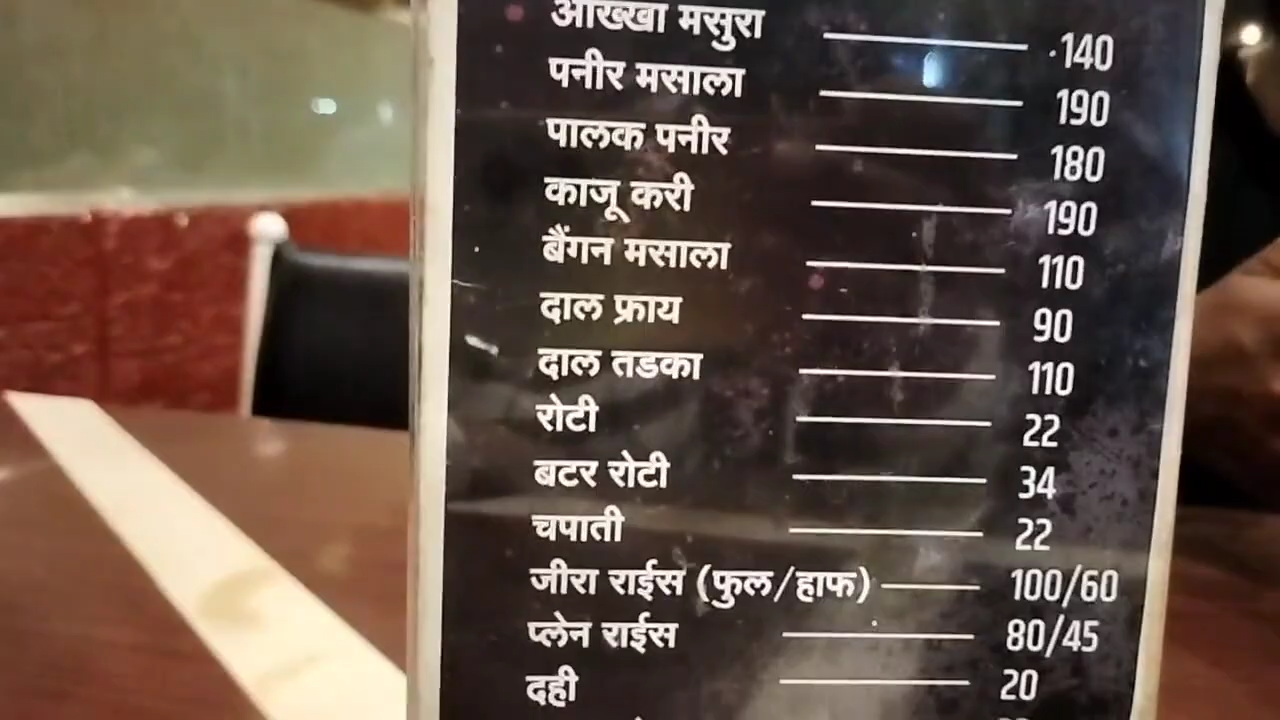 आख्खा मसुरा 140
पनीर मसाला 190
पालक पनीर 180
काजू करी 190
बैंगन मसाला 110
दाल फ्राय 90
दाल तडका 110
रोटी 22
बटर रोटी 34
चपाती 22
जीरा राईस (फुल/हाफ) 100/60
प्लेन राईस 80/45
दही 20